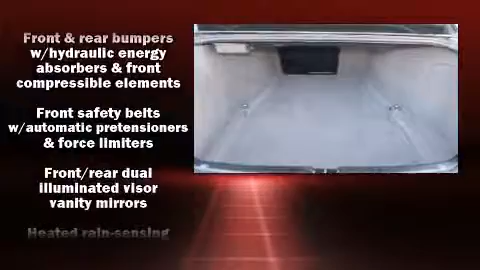 Front & rear bumpers
w/hydraulic energy
absorbers & front
compressible elements
Front safety belts
w/automatic pretensioners
& force limiters
Front/rear dual
illuminated visor
vanity mirrors
Heated rain-sensing